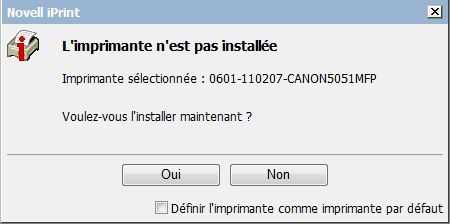 Novell iPrint
L'imprimante n'est pas installée
Imprimante sélectionnée : 0601-110207-CANON5051MFP
Voulez-vous l'installer maintenant ?
Oui Non
Définir l'imprimante comme imprimante par défaut